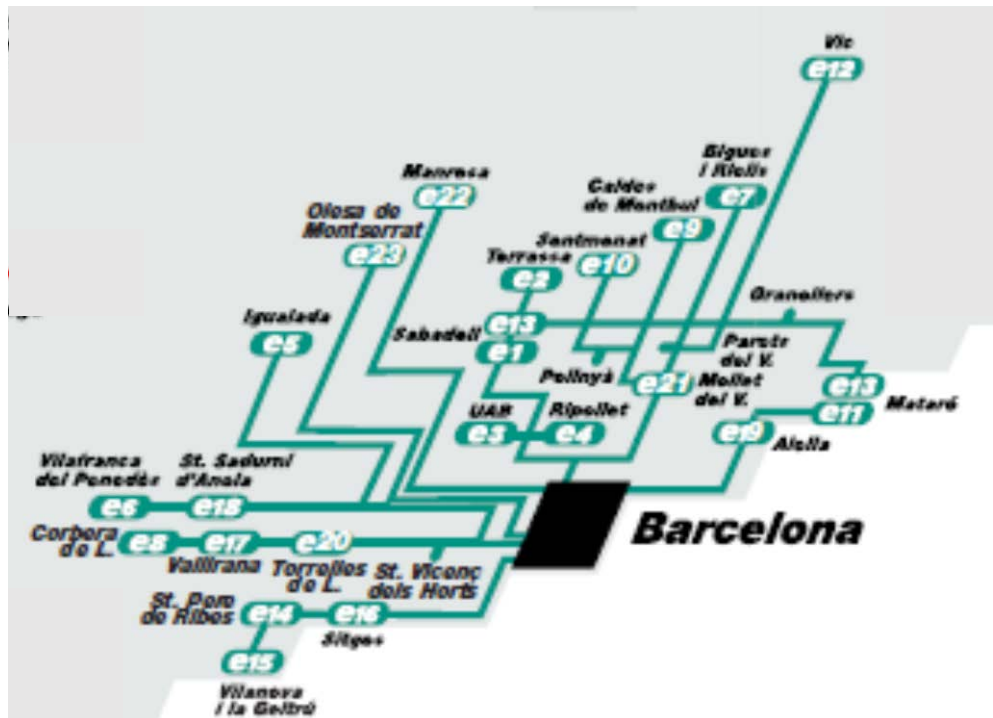 Vic
e12
Bigues
i Riells
e7
Manresa
e22
Caldes
de Montbui
e9
Olesa de
Montserrat
e23
Sentmenat
e10
Terrassa
e2
Granollers
Igualada
e5
Sabadell
e13
e1
Parets
del V.
Polinyà
e21
Mollet
del V.
e13
Mataró
e11
UAB
e3
Ripollet
e4
e19
Alella
Vilafranca
del Penedès
e6
St. Sadurní
d'Anoia
e18
Corbera
de L.
e8
e17
Vallirana
e20
Torrelles
de L.
St. Vicenç
dels Horts
Barcelona
St. Pere
de Ribes
e14
e16
Sitges
e15
Vilanova
i la Geltrú